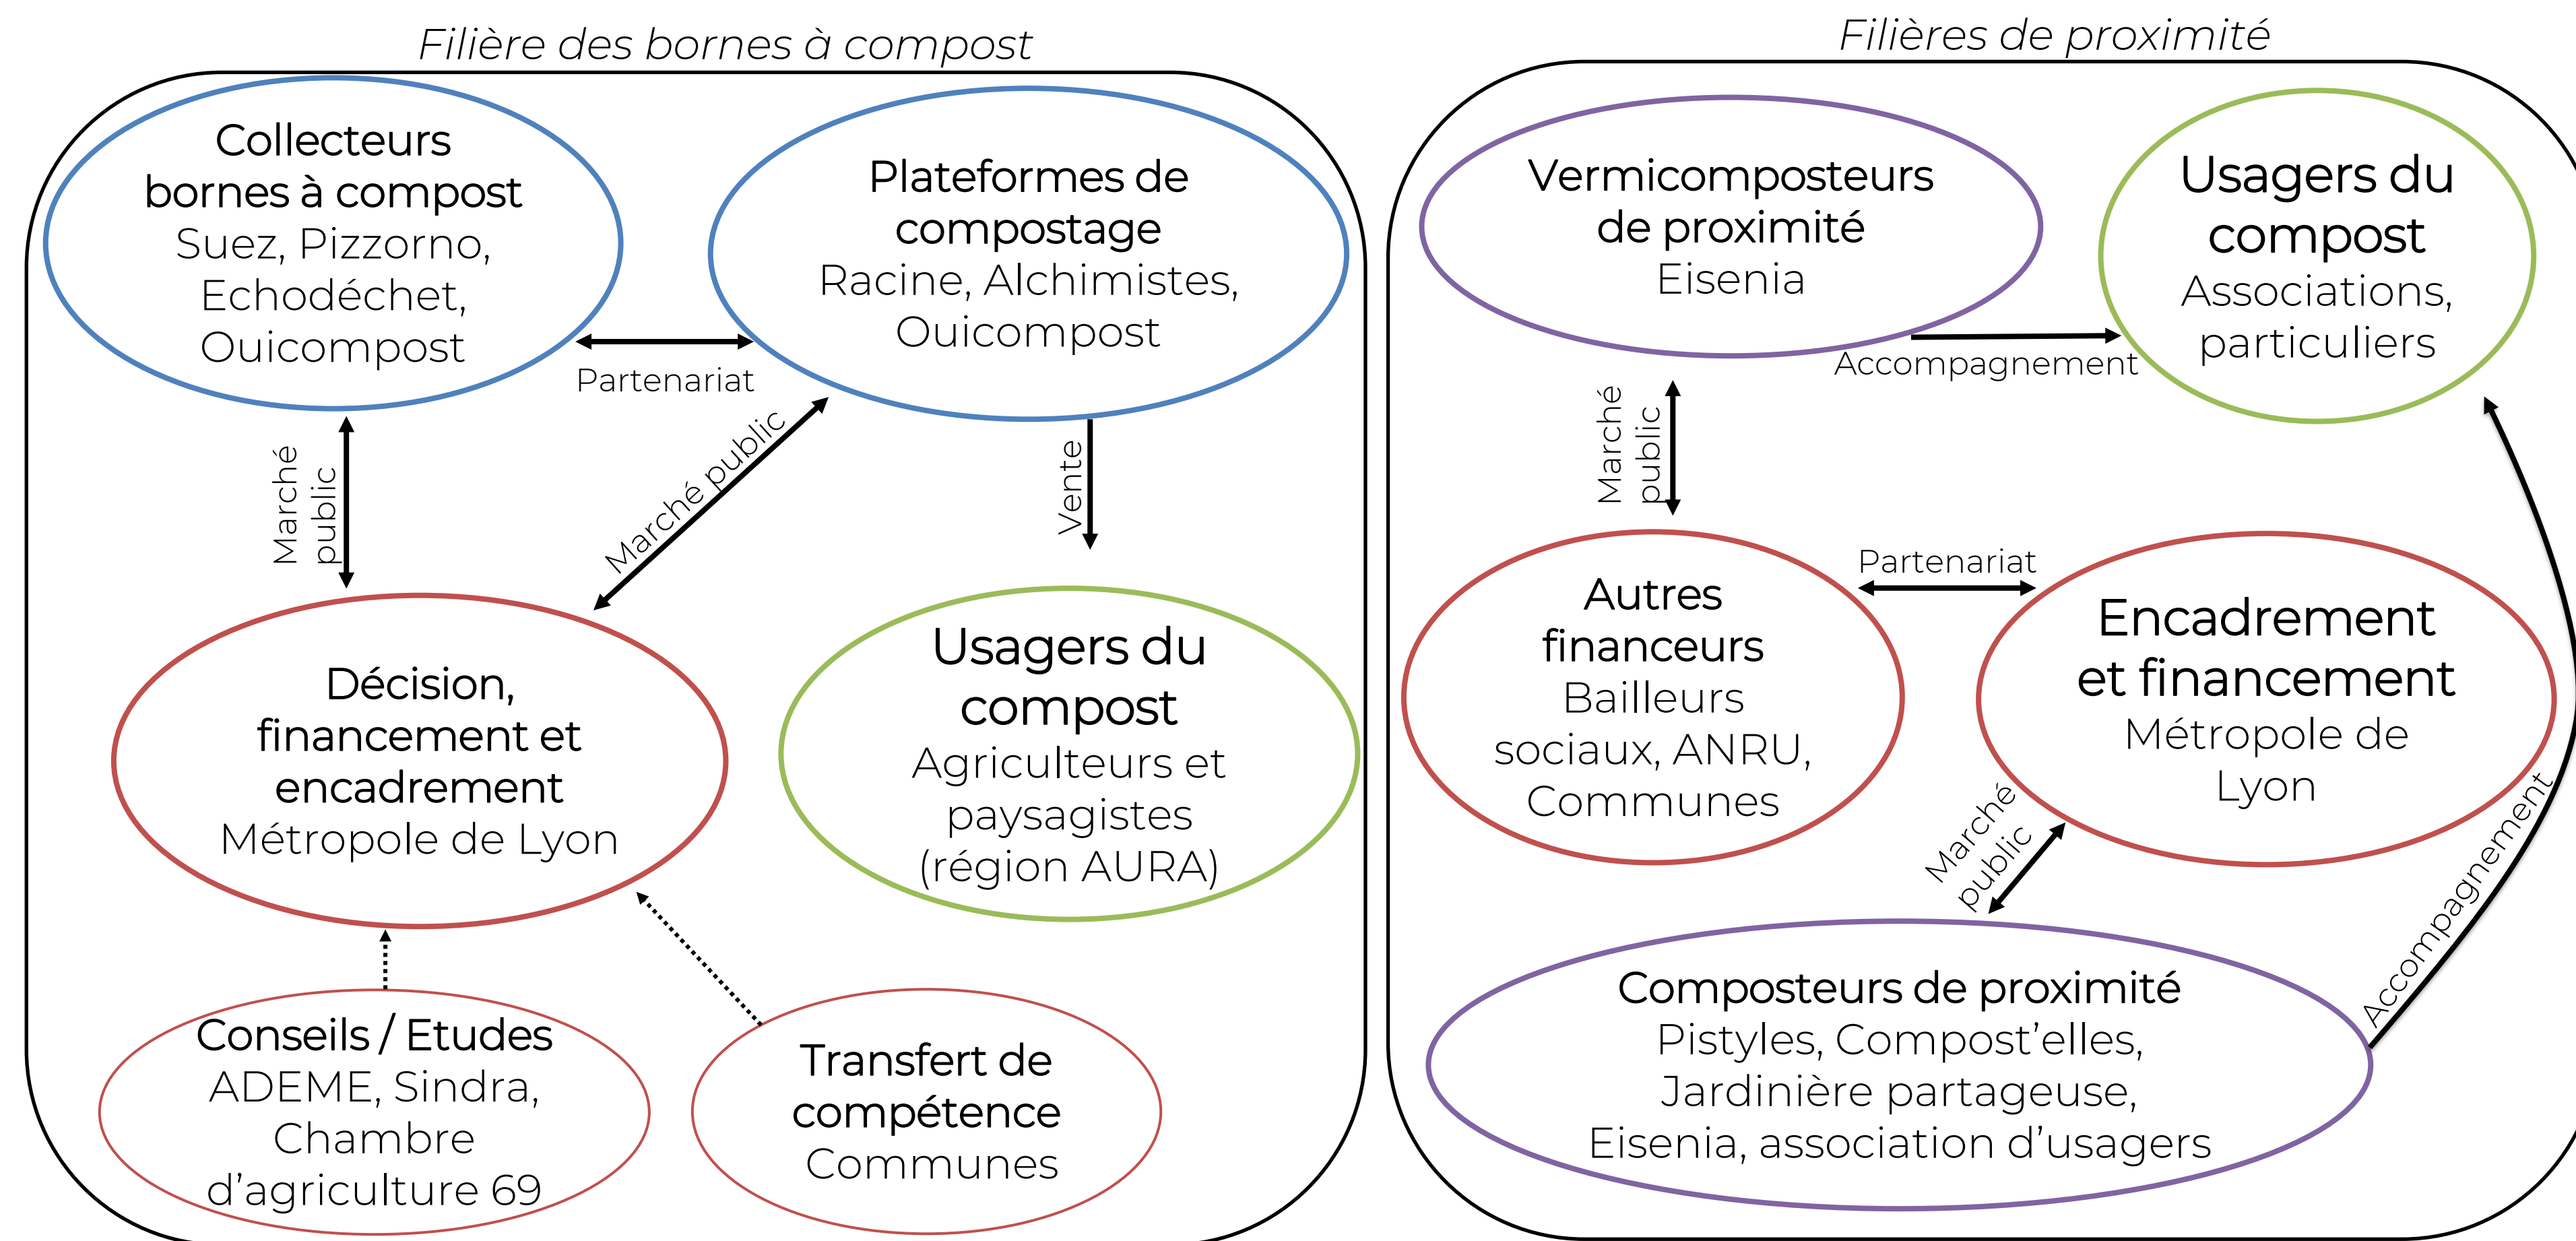 Filière des bornes à compost
Collecteurs
bornes à compost
Suez, Pizzorno,
Echodéchet,
Ouicompost
Plateformes de
compostage
Racine, Alchimistes,
Ouicompost
Partenariat
Marché
public
Marché public
Vente
Décision,
financement et
encadrement
Métropole de Lyon
Usagers du
compost
Agriculteurs et
paysagistes
(région AURA)
Conseils / Etudes
ADEME, Sindra,
Chambre
d’agriculture 69
Transfert de
compétence
Communes
Filières de proximité
Vermicomposteurs
de proximité
Eisenia
Usagers du
compost
Associations,
particuliers
Accompagnement
Marché
public
Autres
financeurs
Bailleurs
sociaux, ANRU,
Communes
Partenariat
Encadrement
et financement
Métropole de
Lyon
Marché
public
Accompagnement
Composteurs de proximité
Pistyles, Compost’elles,
Jardinière partageuse,
Eisenia, association d’usagers